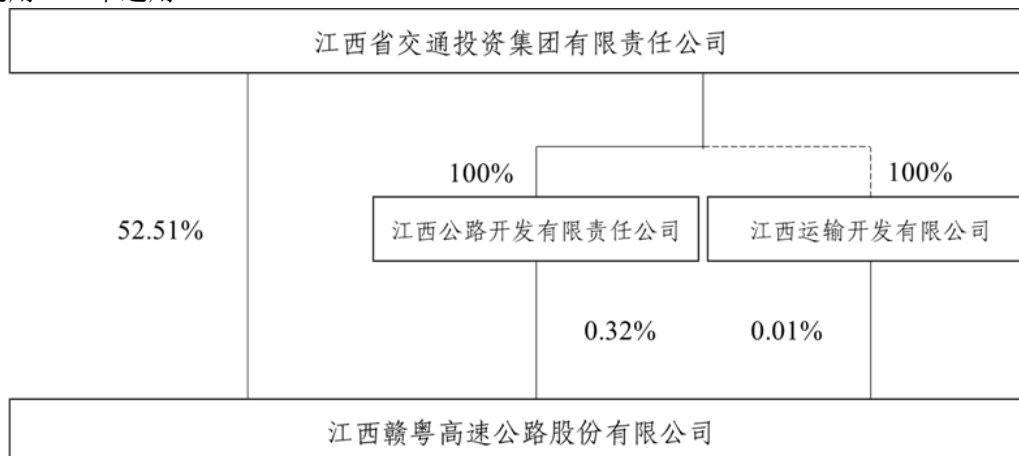 江西省交通投资集团有限责任公司
100%
100%
52.51%
江西公路开发有限责任公司
江西运输开发有限公司
0.32%
0.01%
江西赣粤高速公路股份有限公司